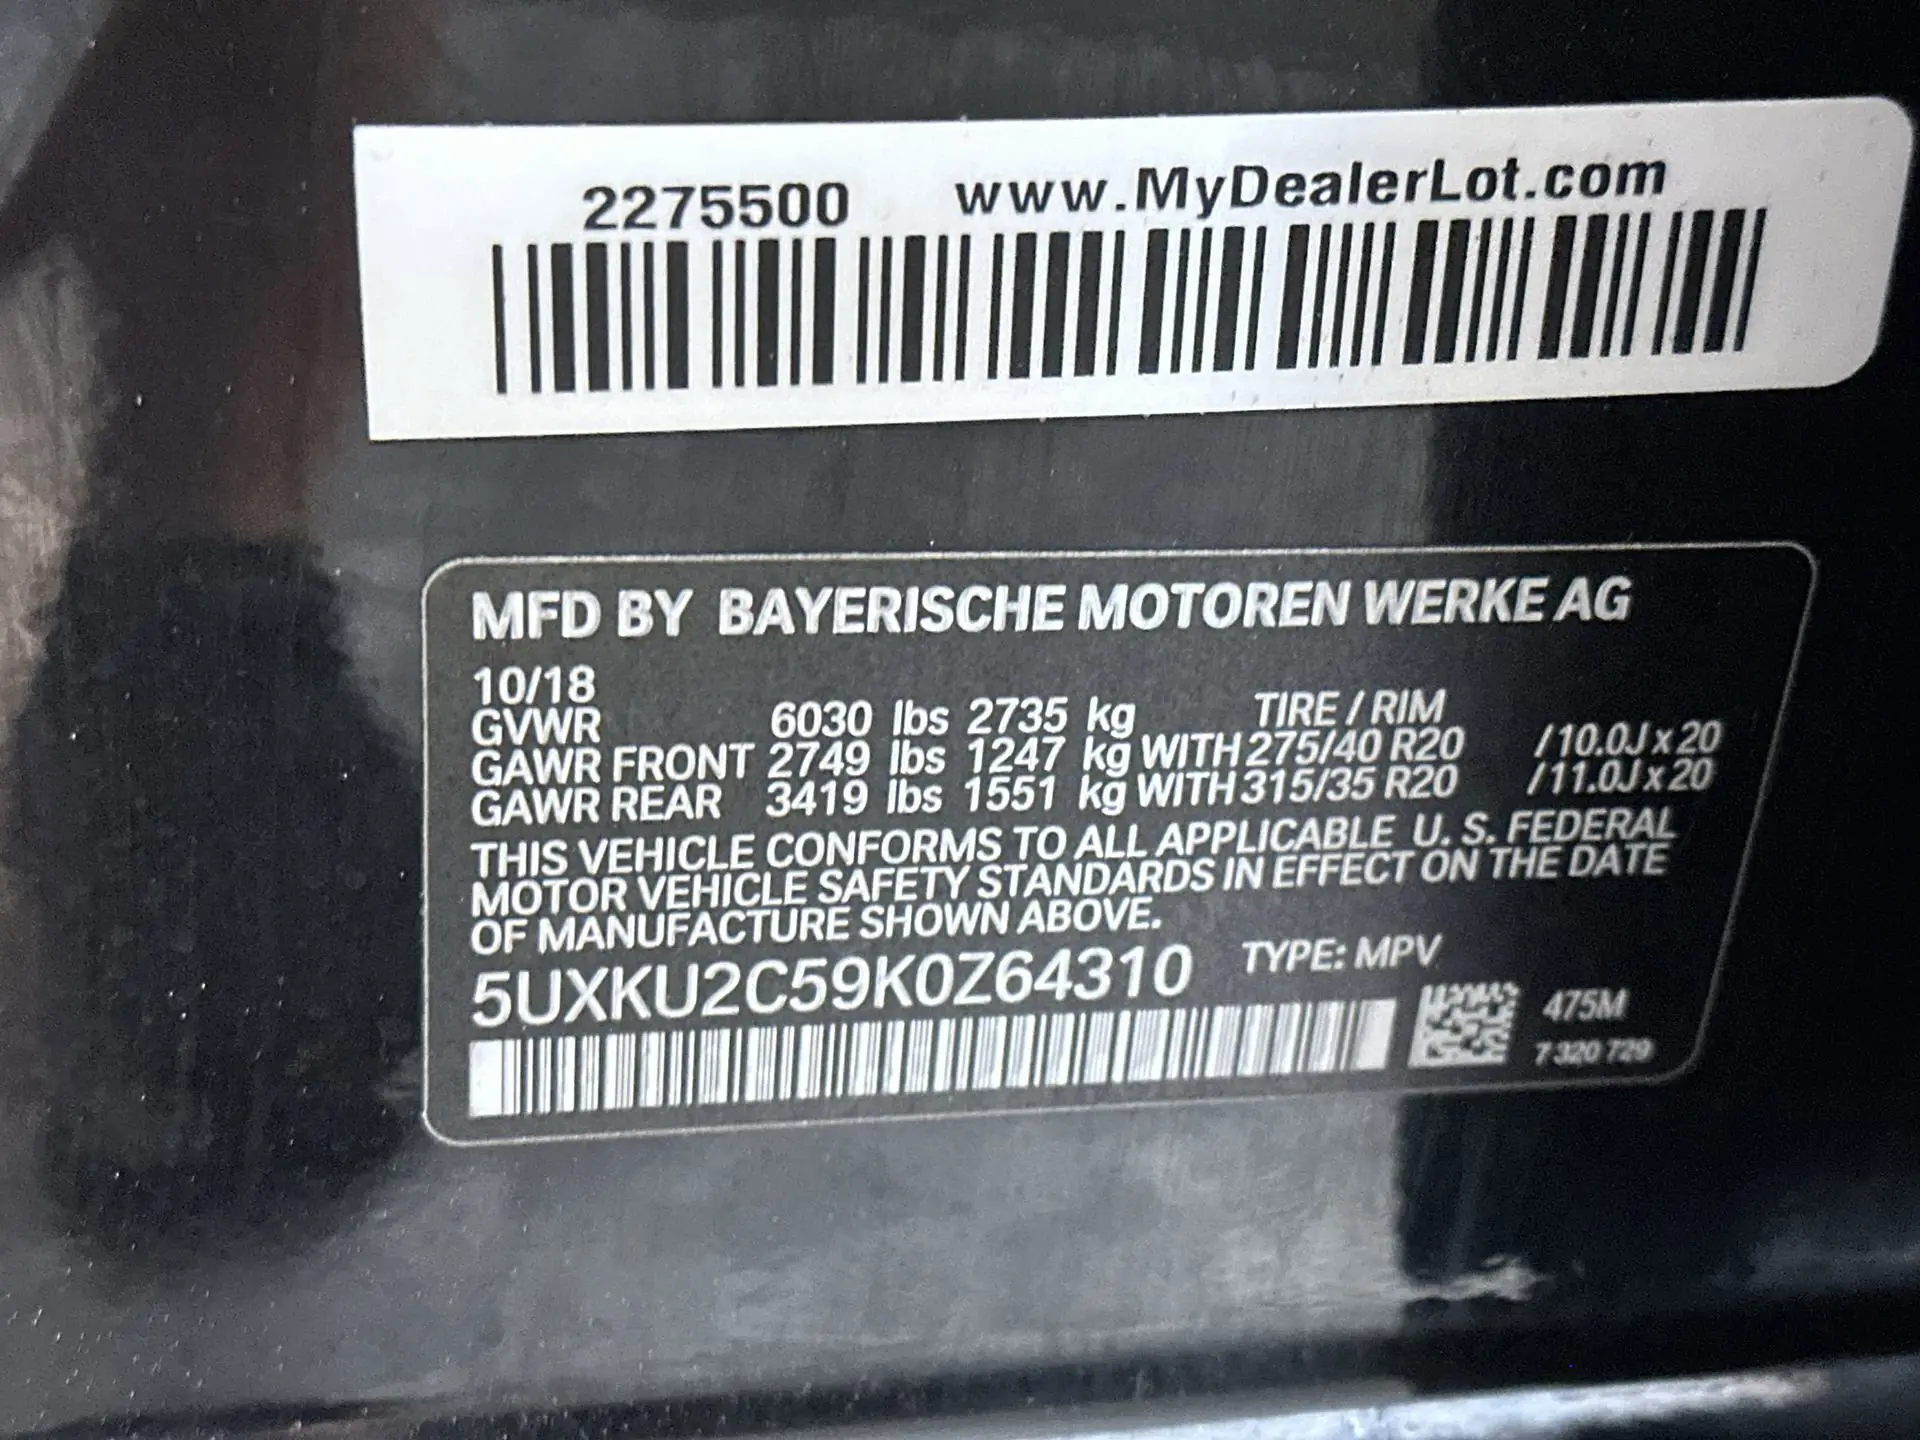 2275500 www.MyDealerLot.com
MFD BY BAYERISCHE MOTOREN WERKE AG
10/18
GVWR 6030 lbs 2735 kg TIRE / RIM
GAWR FRONT 2749 lbs 1247 kg WITH 275/40 R20 /10.0J x 20
GAWR REAR 3419 lbs 1551 kg WITH 315/35 R20 /11.0J x 20
THIS VEHICLE CONFORMS TO ALL APPLICABLE U. S. FEDERAL
MOTOR VEHICLE SAFETY STANDARDS IN EFFECT ON THE DATE
OF MANUFACTURE SHOWN ABOVE.
5UXKU2C59K0Z64310 TYPE: MPV
475M
7 320 729